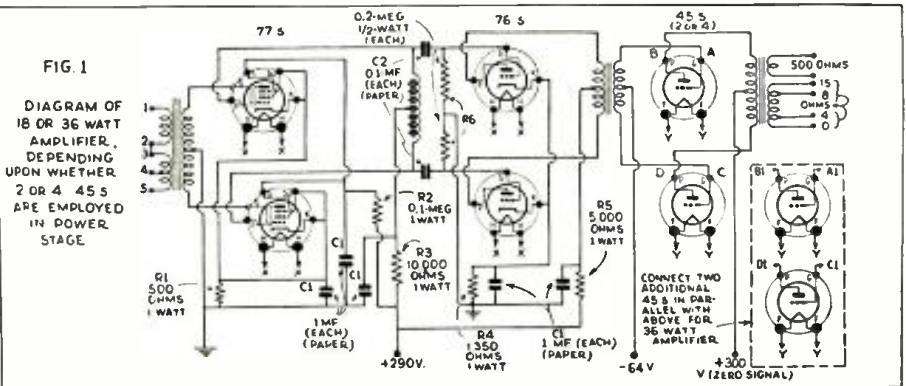 FIG. 1
DIAGRAM OF
18 OR 36 WATT
AMPLIFIER,
DEPENDING
UPON WHETHER
2 OR 4 45 S
ARE EMPLOYED
IN POWER
STAGE
1
2
3
4
5
77 S
0.2-MEG
1/2-WATT
(EACH)
C2
0.1 MF
(EACH)
(PAPER)
R6
76 S
45 S
(2 OR 4)
B
A
D
C
P
G
F
F
X
X
Y
Y
500 OHMS
15
8
OHMS
4
0
R1
500
OHMS
1 WATT
C1
C1
C1
1 MF
(EACH)
(PAPER)
R2
0.1-MEG
1 WATT
R3
10,000
OHMS
1 WATT
+290V.
R4
1350
OHMS
1 WATT
C1
1 MF (EACH)
(PAPER)
R5
5,000
OHMS
1 WATT
-64V
+300
V (ZERO SIGNAL)
CONNECT TWO
ADDITIONAL
45 S IN PAR-
ALLEL WITH
ABOVE FOR
36 WATT
AMPLIFIER
B1
A1
D1
C1